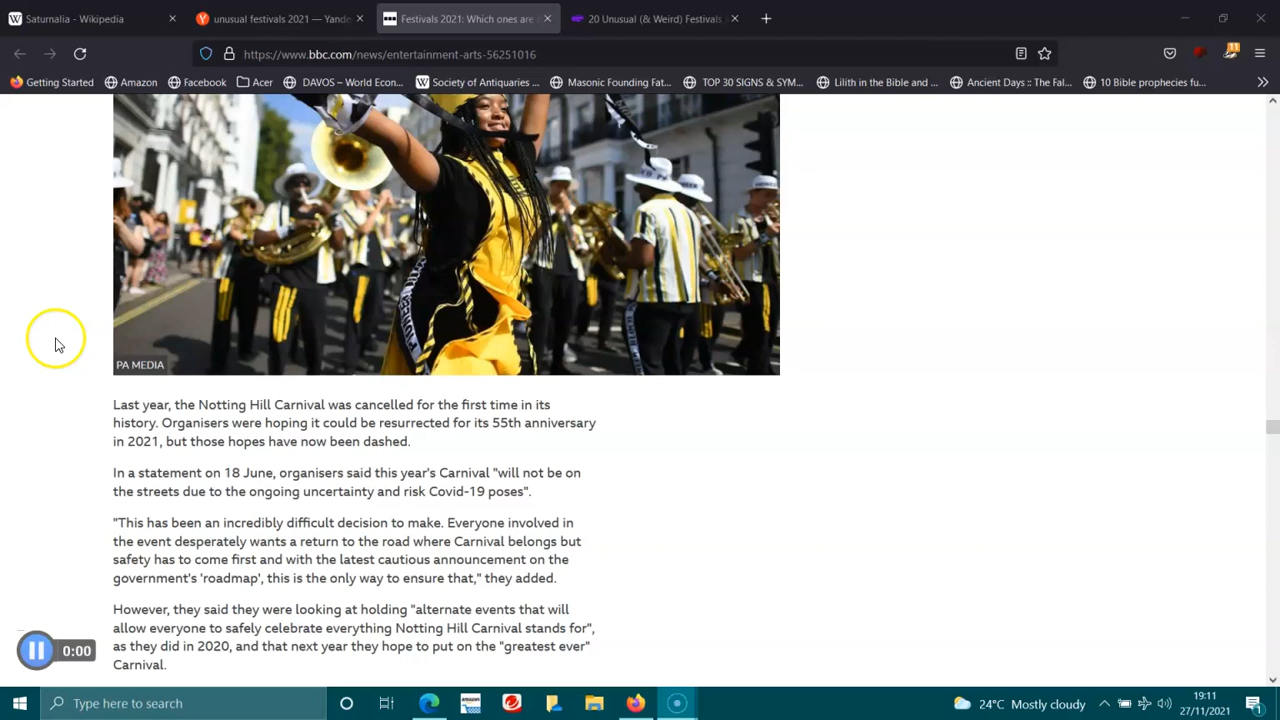 Saturnalia - Wikipedia
unusual festivals 2021 — Yande
Festivals 2021: Which ones are
20 Unusual (& Weird) Festivals
https://www.bbc.com/news/entertainment-arts-56251016
11
Getting Started
Amazon
Facebook
Acer
DAVOS – World Econ...
Society of Antiquaries ...
Masonic Founding Fat...
TOP 30 SIGNS & SYM...
Lilith in the Bible and ...
Ancient Days :: The Fal...
10 Bible prophecies fu...
PA MEDIA
Last year, the Notting Hill Carnival was cancelled for the first time in its
history. Organisers were hoping it could be resurrected for its 55th anniversary
in 2021, but those hopes have now been dashed.
In a statement on 18 June, organisers said this year's Carnival "will not be on
the streets due to the ongoing uncertainty and risk Covid-19 poses".
"This has been an incredibly difficult decision to make. Everyone involved in
the event desperately wants a return to the road where Carnival belongs but
safety has to come first and with the latest cautious announcement on the
government's 'roadmap', this is the only way to ensure that," they added.
However, they said they were looking at holding "alternate events that will
allow everyone to safely celebrate everything Notting Hill Carnival stands for",
as they did in 2020, and that next year they hope to put on the "greatest ever"
Carnival.
0:00
Type here to search
24°C Mostly cloudy
19:11
27/11/2021
1